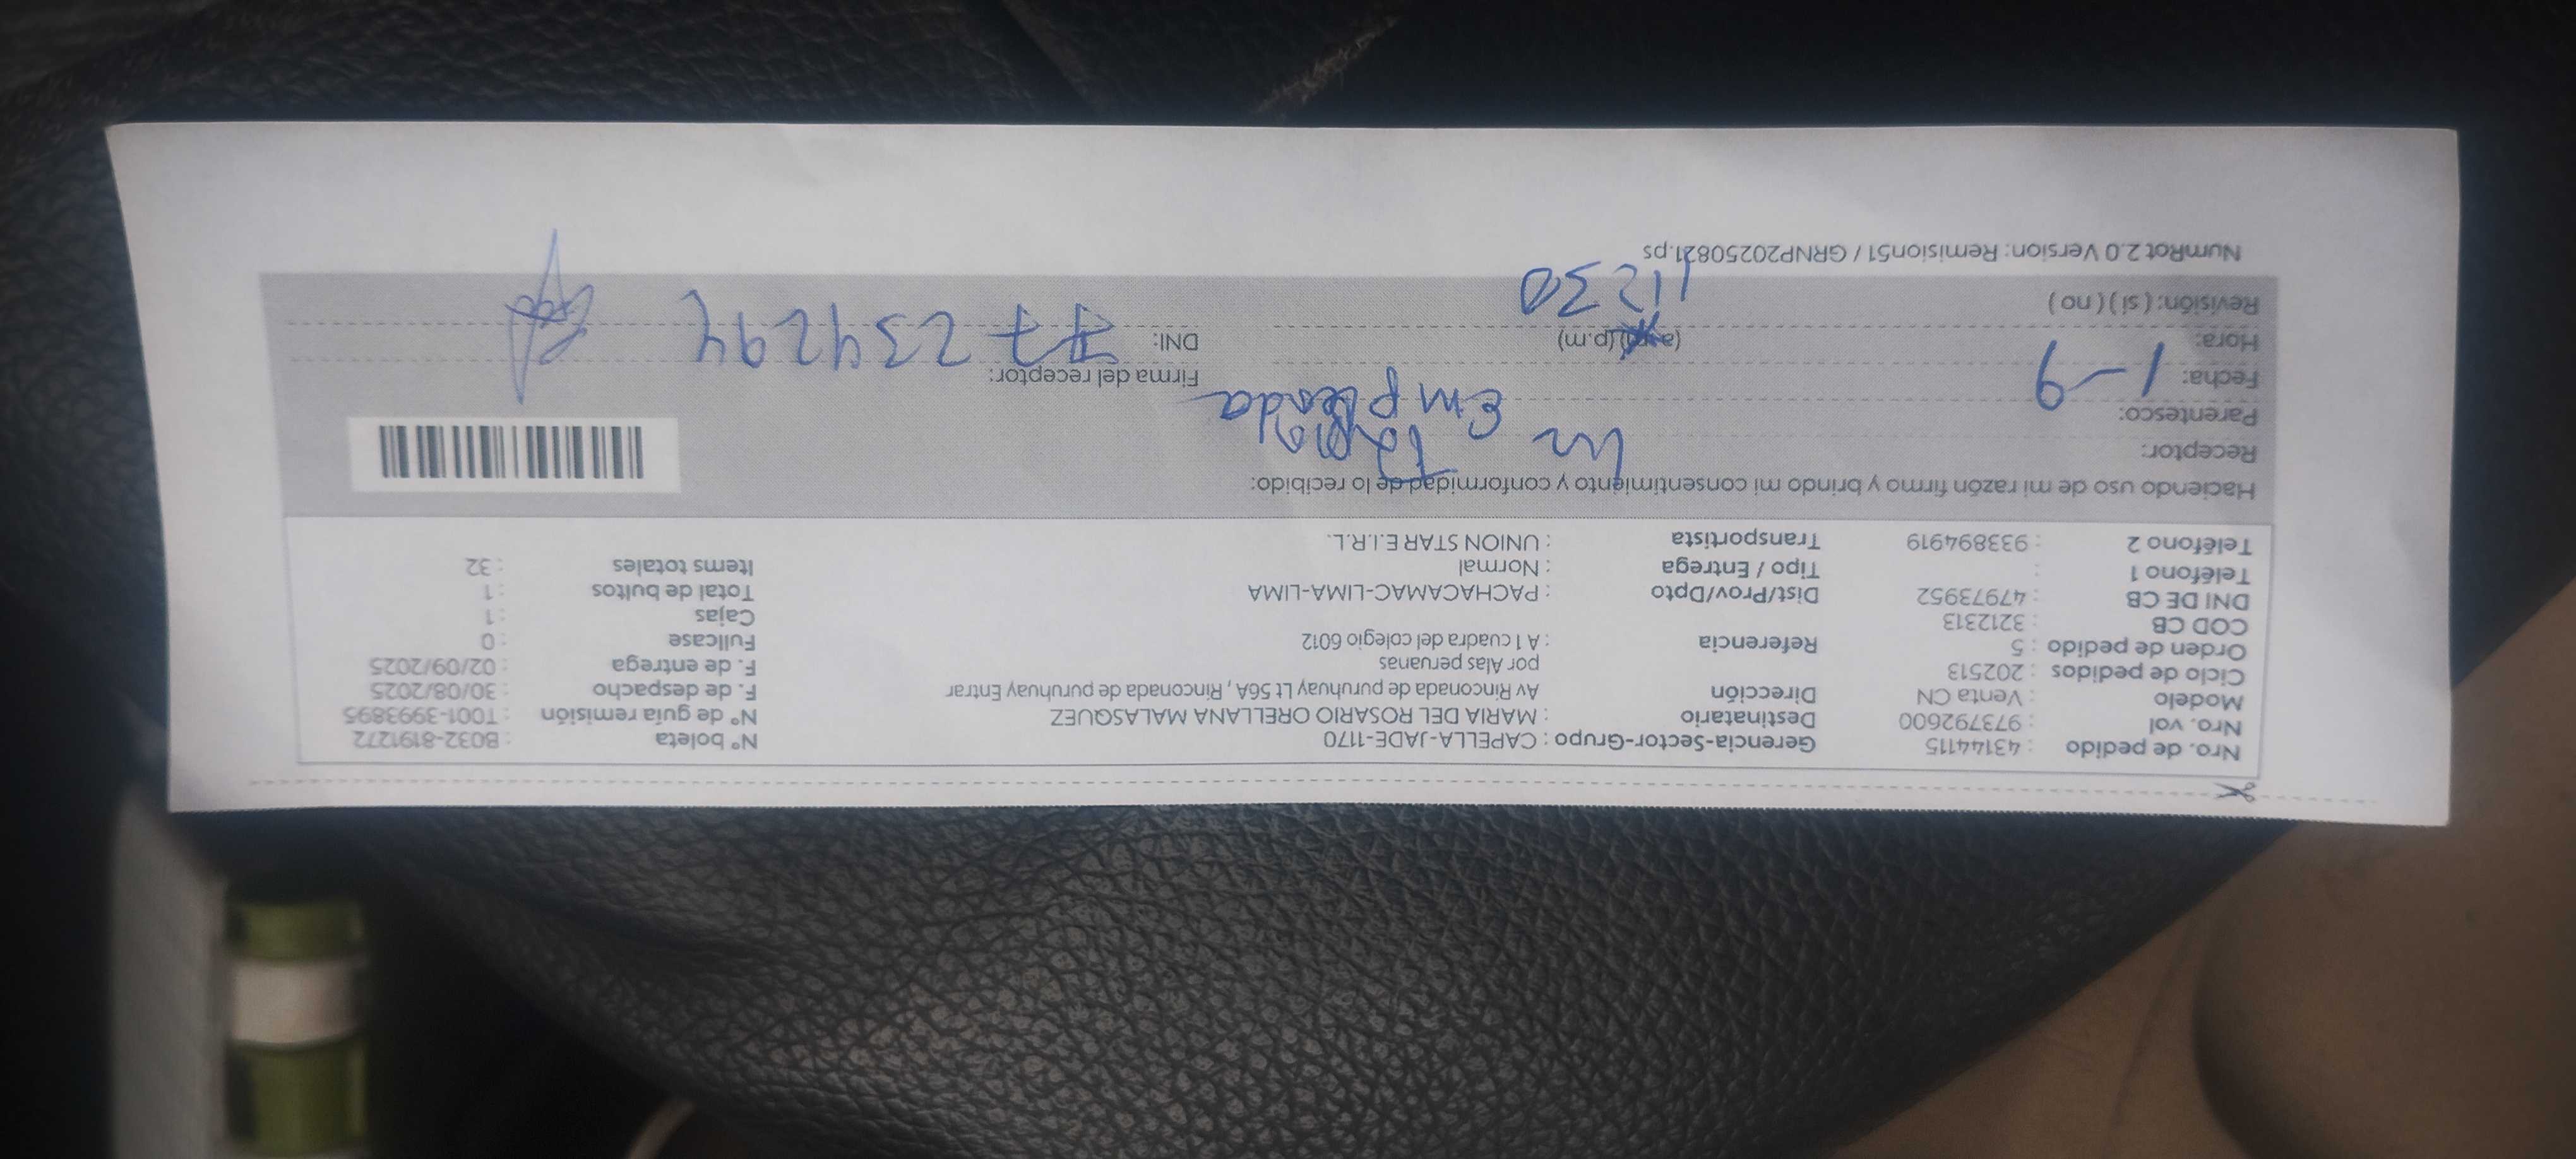 Nro. de pedido : 43144115 Gerencia-Sector-Grupo : CAPELLA-JADE-1170 N° boleta : B032-8191272
Nro. vol : 973792600 Destinatario : MARIA DEL ROSARIO ORELLANA MALASQUEZ N° de guía remisión : T001-3993895
Modelo : Venta CN Dirección Av Rinconada de puruhuay Lt 56A , Rinconada de puruhuay Entrar F. de despacho : 30/08/2025
Ciclo de pedidos : 202513 por Alas peruanas F. de entrega : 02/09/2025
Orden de pedido : 5 Referencia : A 1 cuadra del colegio 6012 Fullcase : 0
COD CB : 3212313 Cajas : 1
DNI DE CB : 47973952 Dist/Prov/Dpto : PACHACAMAC-LIMA-LIMA Total de bultos : 1
Teléfono 1 : Tipo / Entrega : Normal Items totales : 32
Teléfono 2 : 933894919 Transportista : UNION STAR E.I.R.L.
Haciendo uso de mi razón firmo y brindo mi consentimiento y conformidad de lo recibido:
Receptor:
Parentesco: Empleada
Fecha: 1-9 Firma del receptor:
Hora: (a.m) (p.m) DNI: 77234294
1230
Revisión: ( si ) ( no )
NumRot 2.0 Version: Remision51 / GRNP20250821.ps